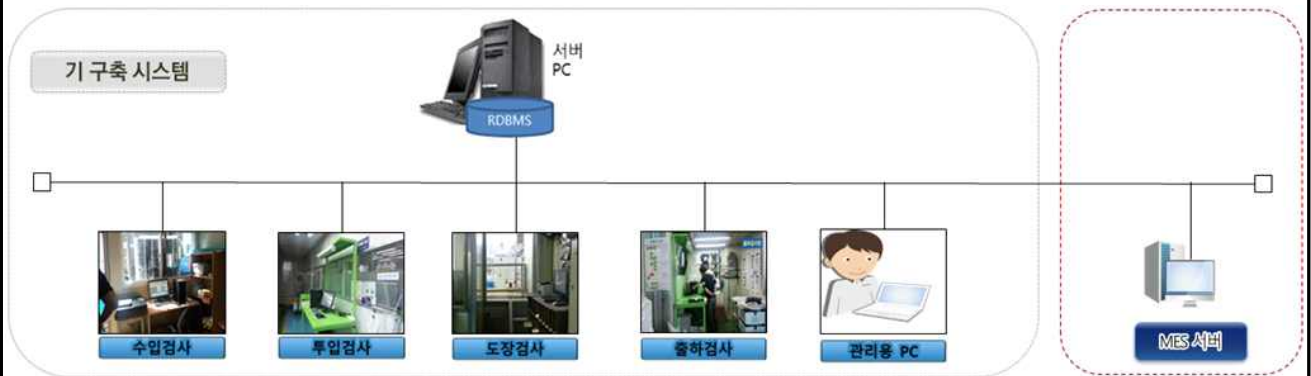 기 구축 시스템
서버
PC
RDBMS
수입검사
투입검사
도장검사
출하검사
관리용 PC
MES 서버